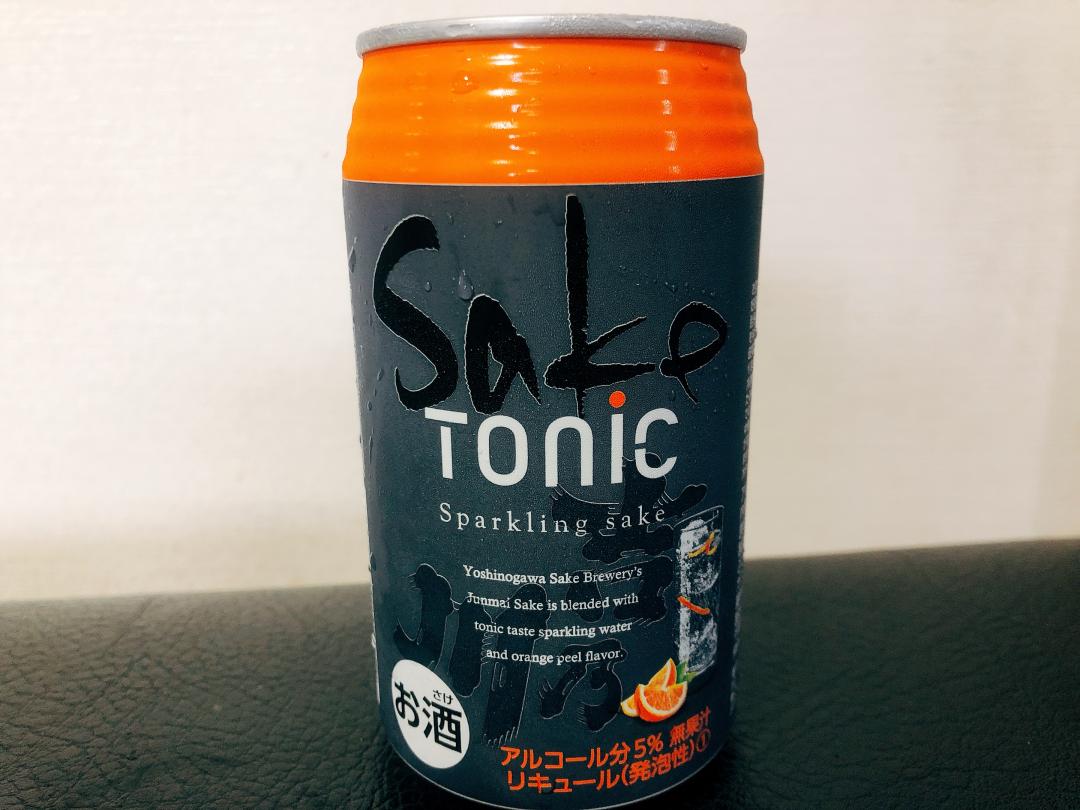 Sake
Tonic
Sparkling sake
Yoshinogawa Sake Brewery's
Junmai Sake is blended with
tonic taste sparkling water
and orange peel flavor.
さけ
お酒
アルコール分5% 無果汁
リキュール(発泡性)①